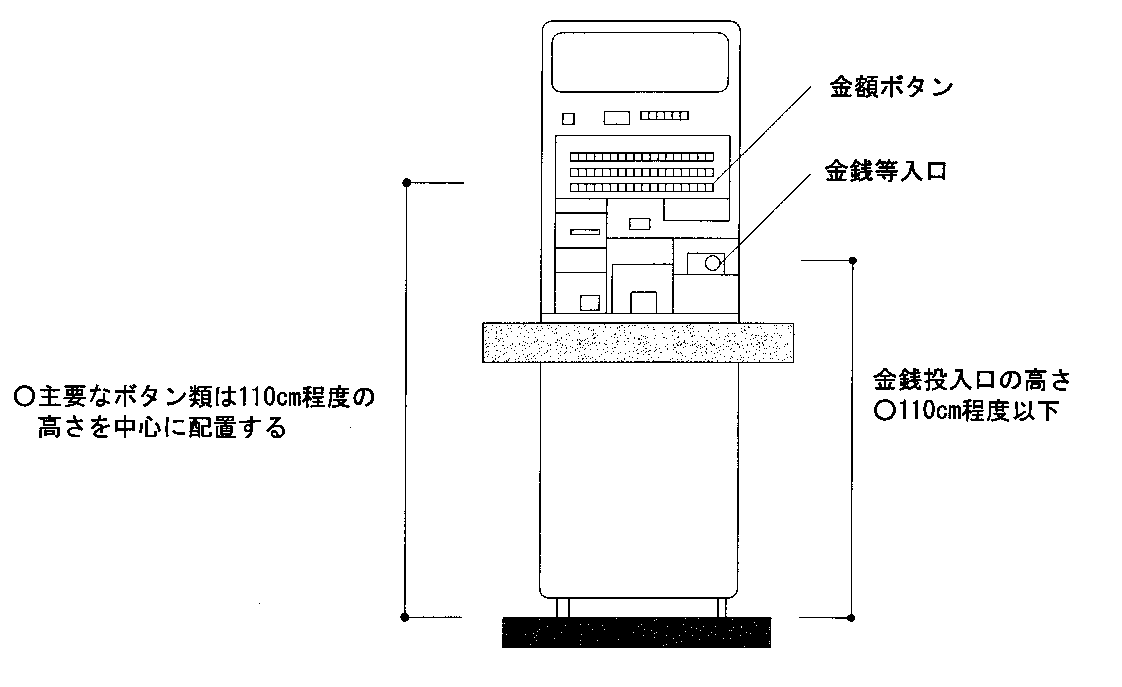 金額ボタン
金銭等入口
○主要なボタン類は110cm程度の
高さを中心に配置する
金銭投入口の高さ
○110cm程度以下